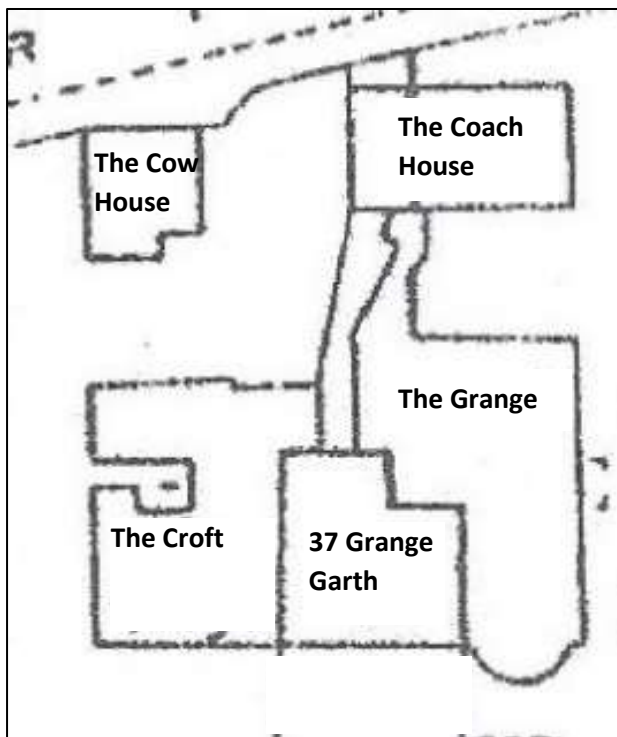 R
The Coach
House
The Cow
House
The Grange
The Croft
37 Grange
Garth